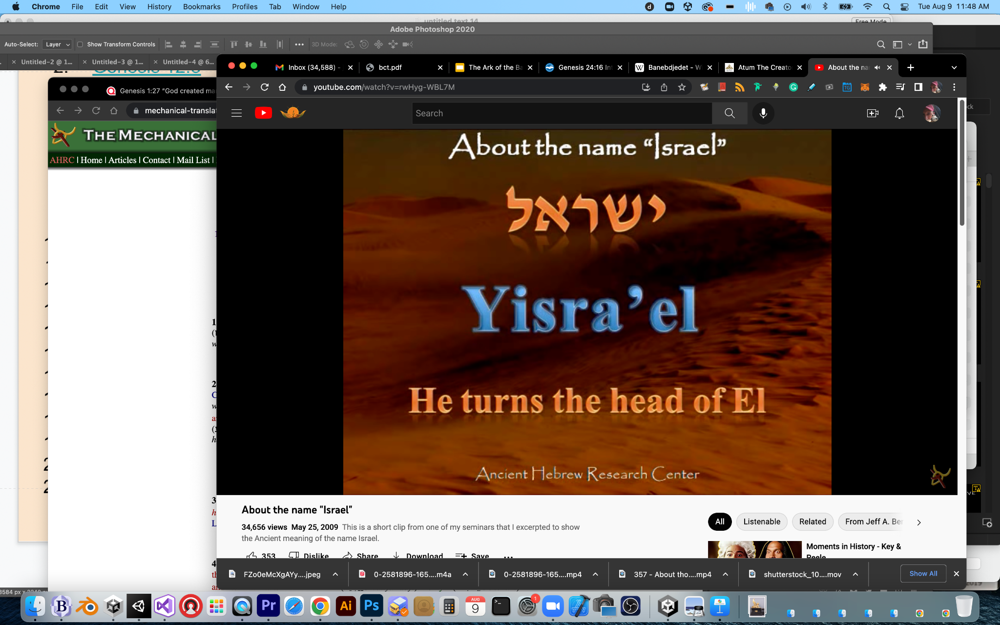 Chrome File Edit View History Bookmarks Profiles Tab Window Help
Tue Aug 9 11:48 AM
untitled text 14
Free Mode
Adobe Photoshop 2020
Auto-Select: Layer Show Transform Controls
3D Mode:
Untitled-2 @ 1... Untitled-3 @ 1... Untitled-4 @ 6...
Inbox (34,588) - bct.pdf The Ark of the Ba Genesis 24:16 Int Banebdjedet - W Atum The Creato About the na
youtube.com/watch?v=rwHyg-WBL7M
Genesis 1:27 "God created ma
mechanical-transla
Search
THE MECHANICAL
AHRC | Home | Articles | Contact | Mail List |
About the name “Israel”
ישראל
Yisra’el
He turns the head of El
Ancient Hebrew Research Center
About the name "Israel"
34,656 views May 25, 2009 This is a short clip from one of my seminars that I excerpted to show
the Ancient meaning of the name Israel.
353 Dislike Share Download Save
All Listenable Related From Jeff A. Ber
Moments in History - Key &
Peele
FZo0eMcXgAYy....jpeg 0-2581896-165....m4a 0-2581896-165....mp4 357 - About tho....mp4 shutterstock_10....mov Show All
AUG
9